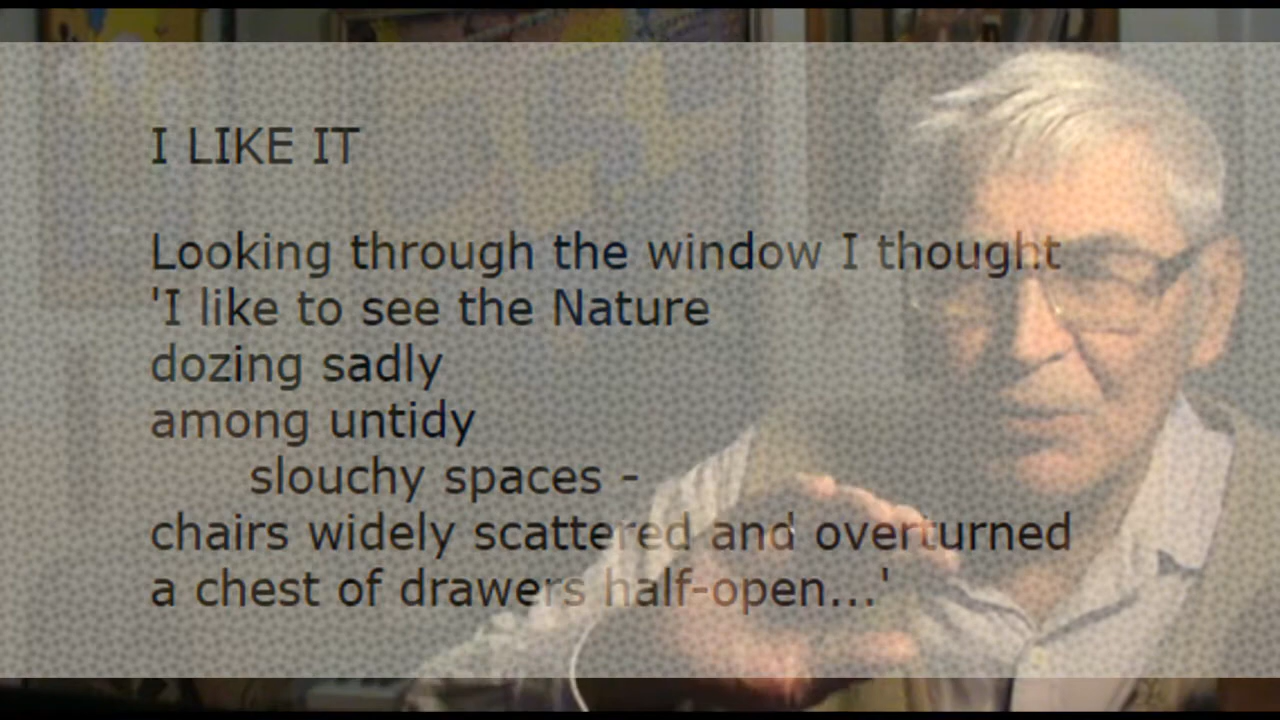 I LIKE IT
Looking through the window I thought
'I like to see the Nature
dozing sadly
among untidy
slouchy spaces -
chairs widely scattered and overturned
a chest of drawers half-open...'